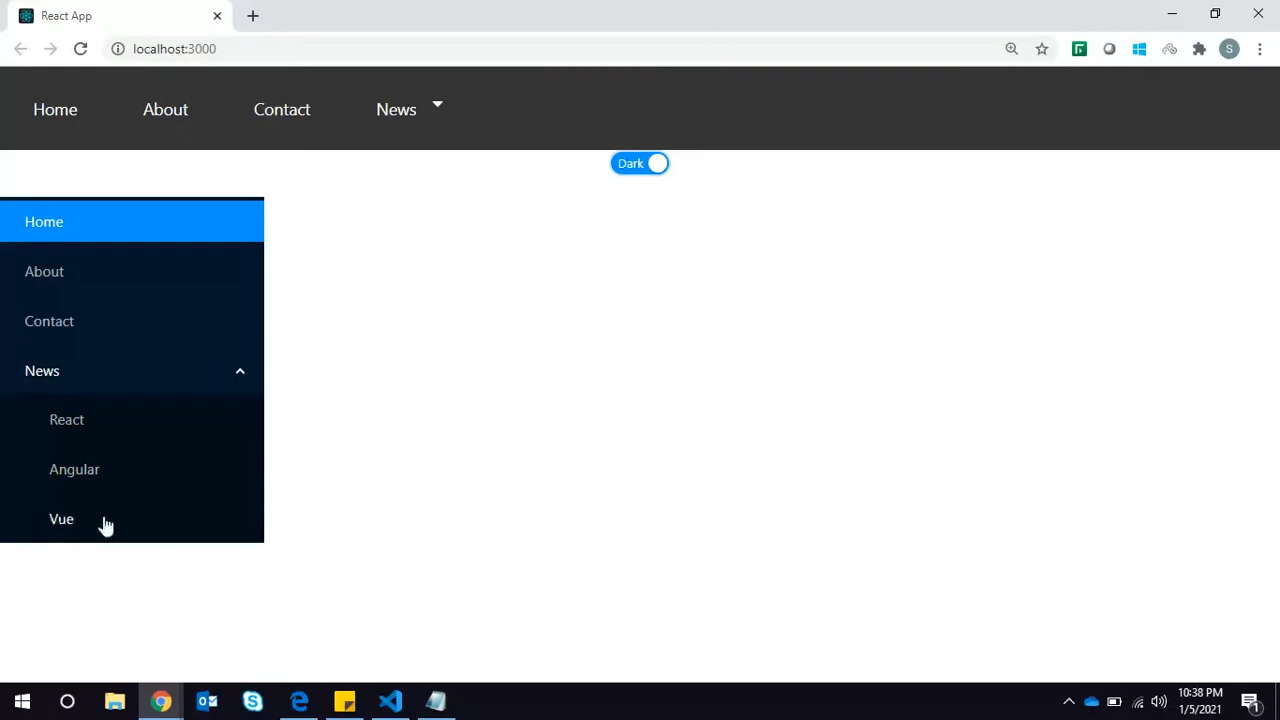 React App
localhost:3000
S
Home About Contact News
Dark
Home
About
Contact
News
React
Angular
Vue
10:38 PM
1/5/2021
1